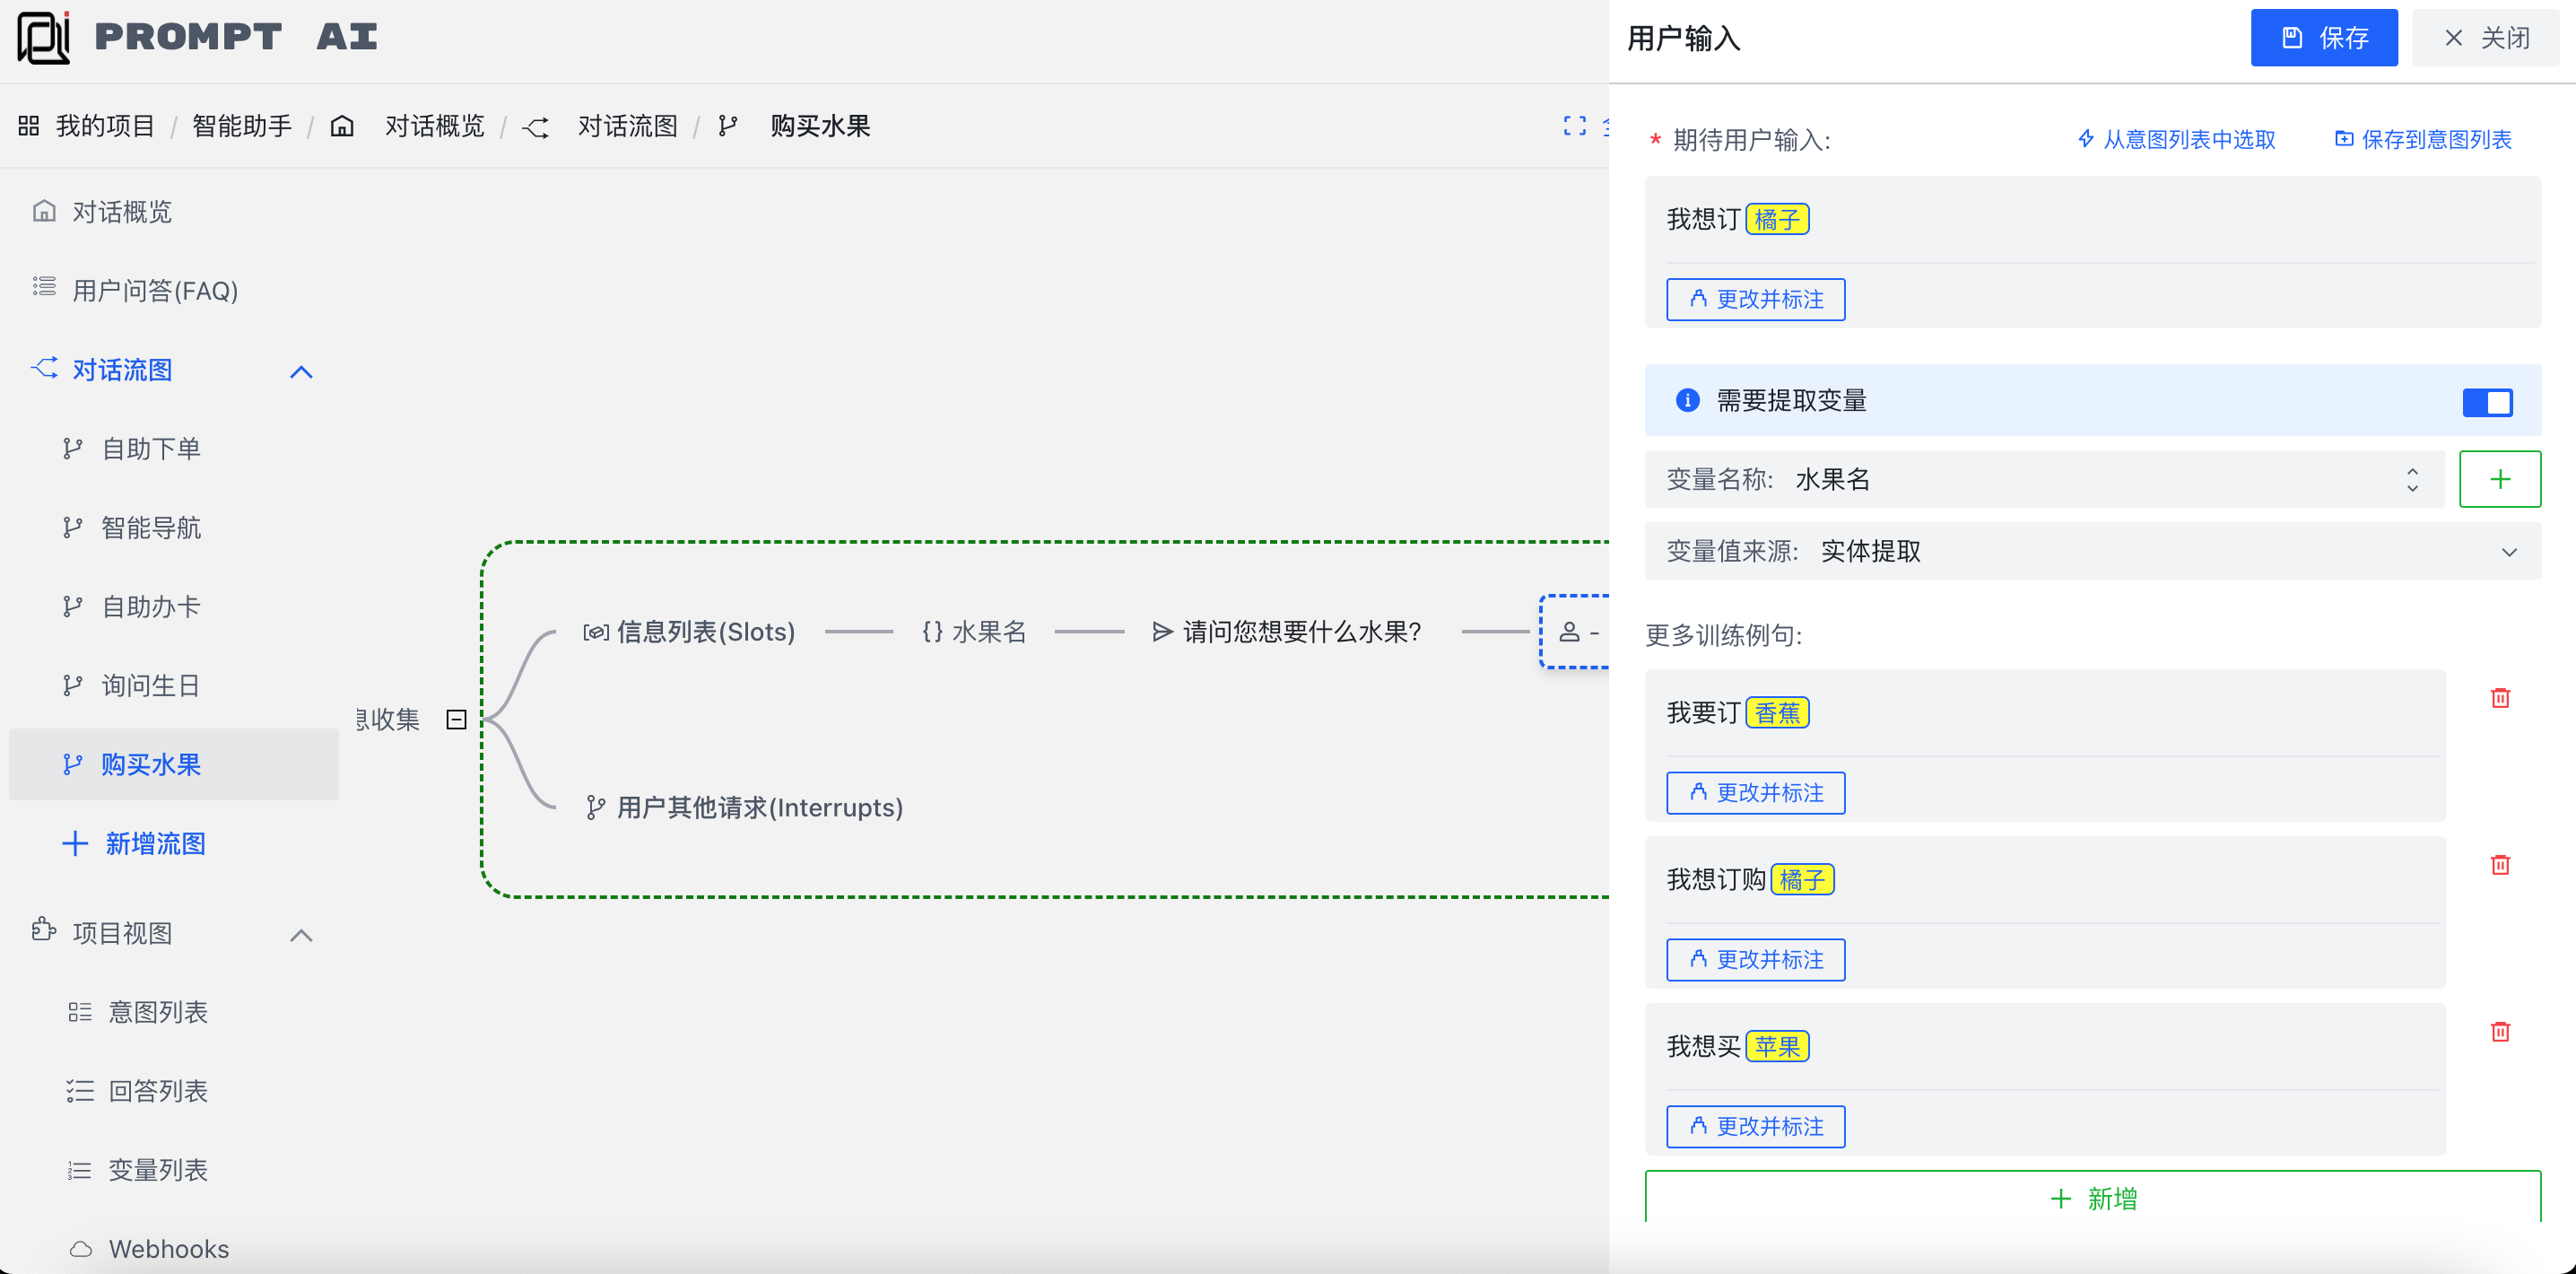 PROMPT AI
我的项目 / 智能助手 / 对话概览 / 对话流图 / 购买水果
对话概览
用户问答(FAQ)
对话流图
自助下单
智能导航
自助办卡
询问生日
购买水果
新增流图
项目视图
意图列表
回答列表
变量列表
Webhooks
息收集
信息列表(Slots)
{} 水果名
请问您想要什么水果?
-
用户其他请求(Interrupts)
用户输入
保存
关闭
* 期待用户输入:
从意图列表中选取
保存到意图列表
我想订 橘子
更改并标注
需要提取变量
变量名称: 水果名
变量值来源: 实体提取
更多训练例句:
我要订 香蕉
更改并标注
我想订购 橘子
更改并标注
我想买 苹果
更改并标注
+ 新增